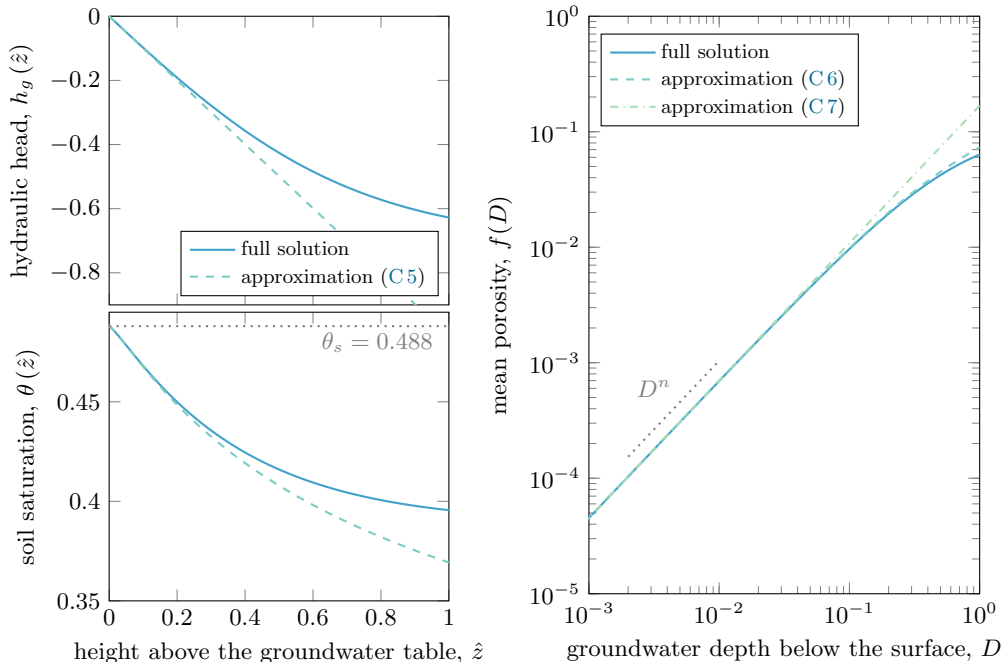 hydraulic head, h_g(ẑ)
0
−0.2
−0.4
−0.6
−0.8
full solution
approximation (C 5)
soil saturation, θ(ẑ)
0.45
0.4
0.35
θ_s = 0.488
0 0.2 0.4 0.6 0.8 1
height above the groundwater table, ẑ
mean porosity, f(D)
10^0
10^−1
10^−2
10^−3
10^−4
10^−5
full solution
approximation (C 6)
approximation (C 7)
D^n
10^−3 10^−2 10^−1 10^0
groundwater depth below the surface, D